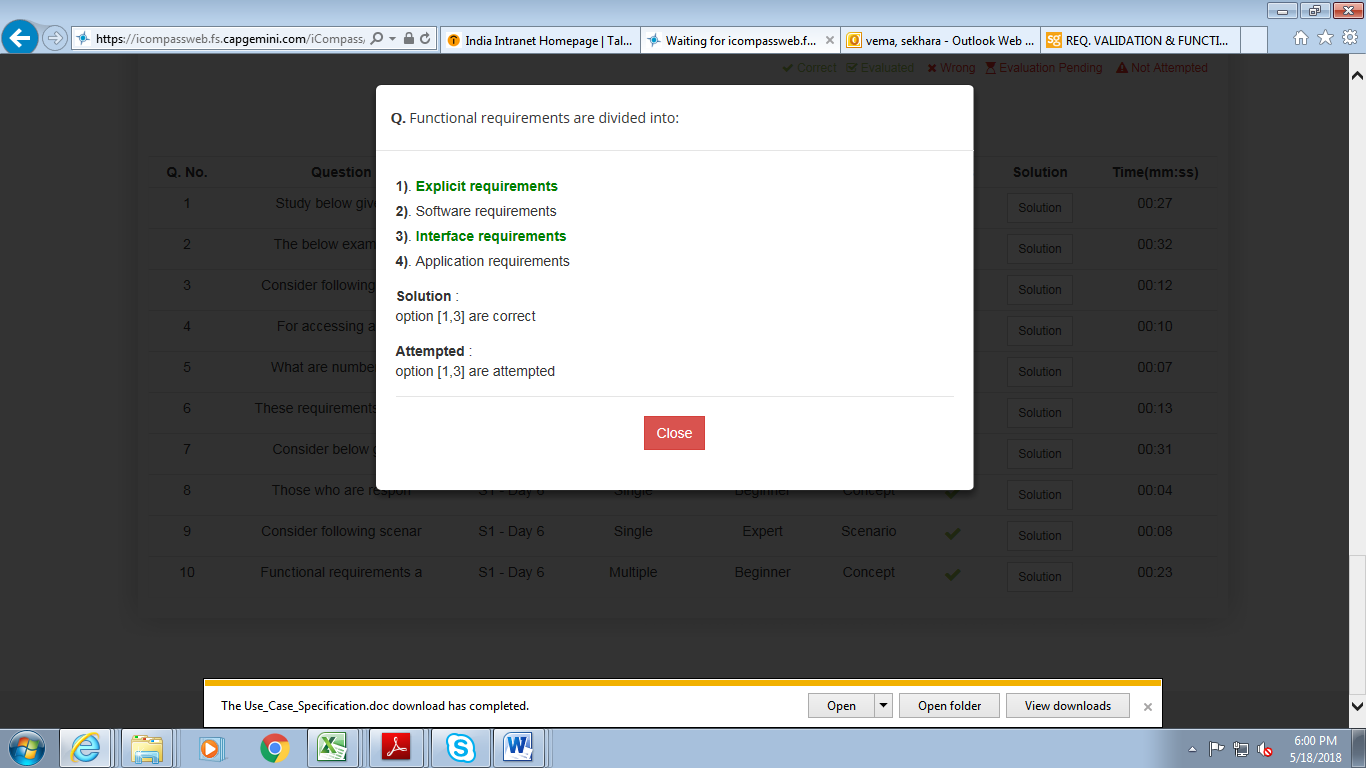 https://icompassweb.fs.capgemini.com/iCompass/
India Intranet Homepage | Tal...
Waiting for icompassweb.f...
vema, sekhara - Outlook Web ...
REQ. VALIDATION & FUNCTI...
Correct Evaluated Wrong Evaluation Pending Not Attempted
Q. Functional requirements are divided into:
1). Explicit requirements
2). Software requirements
3). Interface requirements
4). Application requirements
Solution :
option [1,3] are correct
Attempted :
option [1,3] are attempted
Close
Q. No. Question Solution Time(mm:ss)
1 Study below giv Solution 00:27
2 The below exam Solution 00:32
3 Consider following Solution 00:12
4 For accessing a Solution 00:10
5 What are numbe Solution 00:07
6 These requirements Solution 00:13
7 Consider below g Solution 00:31
8 Those who are respon S1 - Day 6 Single Beginner Concept Solution 00:04
9 Consider following scenar S1 - Day 6 Single Expert Scenario Solution 00:08
10 Functional requirements a S1 - Day 6 Multiple Beginner Concept Solution 00:23
The Use_Case_Specification.doc download has completed.
Open Open folder View downloads
6:00 PM
5/18/2018